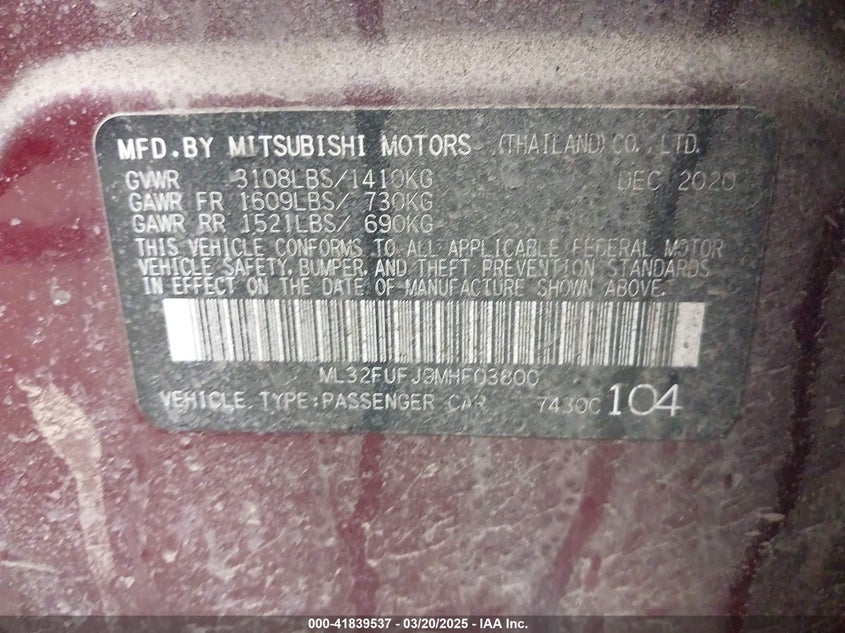 MFD.BY MITSUBISHI MOTORS (THAILAND) CO.,LTD.
GVWR 3108LBS/1410KG DEC 2020
GAWR FR 1609LBS/ 730KG
GAWR RR 1521LBS/ 690KG
THIS VEHICLE CONFORMS TO ALL APPLICABLE FEDERAL MOTOR
VEHICLE SAFETY, BUMPER, AND THEFT PREVENTION STANDARDS
IN EFFECT ON THE DATE OF MANUFACTURE SHOWN ABOVE.
ML32FUFJ9MHF03800
VEHICLE TYPE:PASSENGER CAR 74300 104
000-41839537 - 03/20/2025 - IAA Inc.